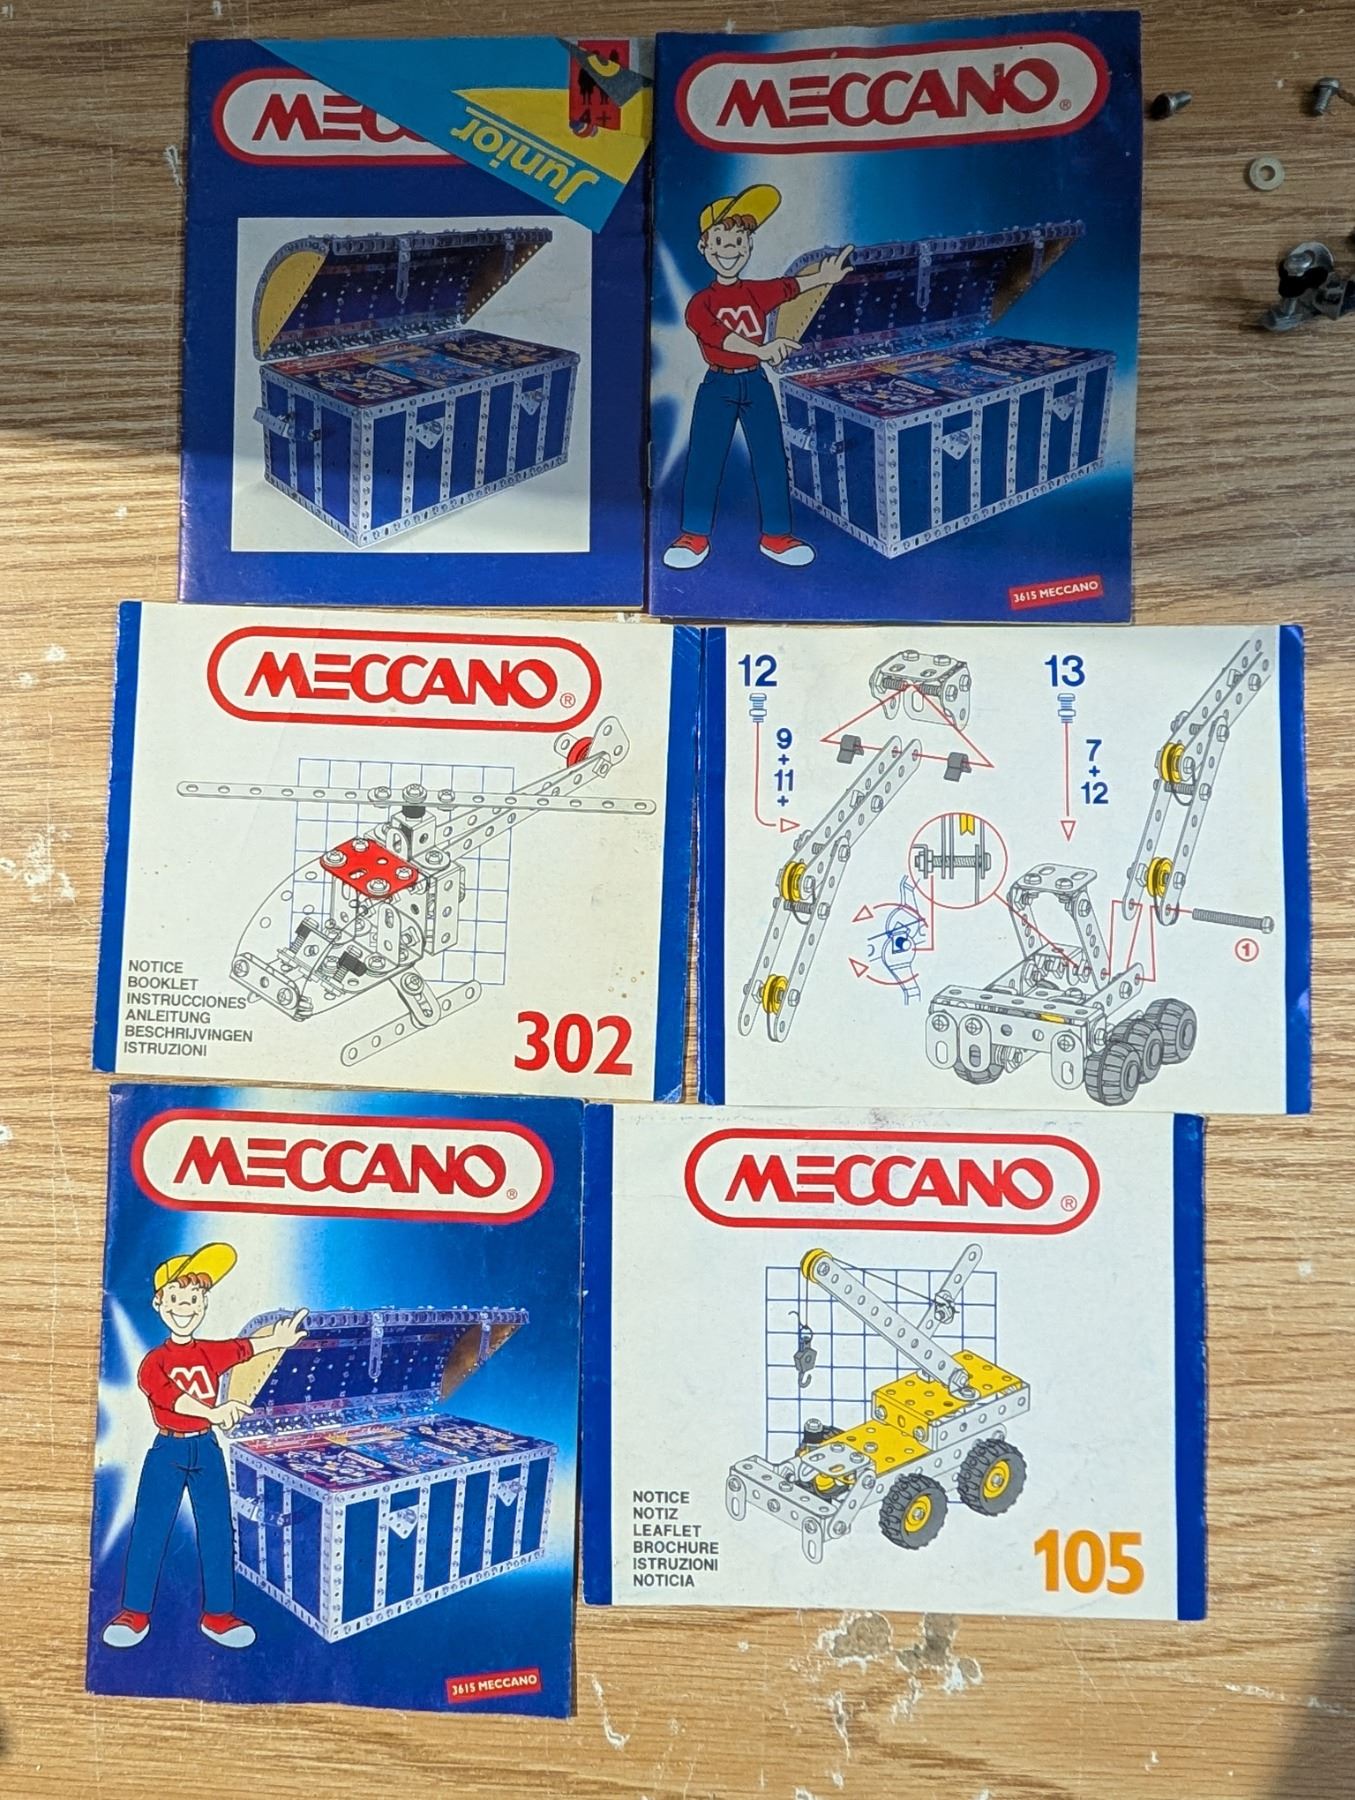 MECC
Junior
4+
MECCANO®
M
3615 MECCANO
MECCANO®
NOTICE
BOOKLET
INSTRUCCIONES
ANLEITUNG
BESCHRIJVINGEN
ISTRUZIONI
302
12
9
+
11
+
13
7
+
12
1
MECCANO®
M
3615 MECCANO
MECCANO®
NOTICE
NOTIZ
LEAFLET
BROCHURE
ISTRUZIONI
NOTICIA
105